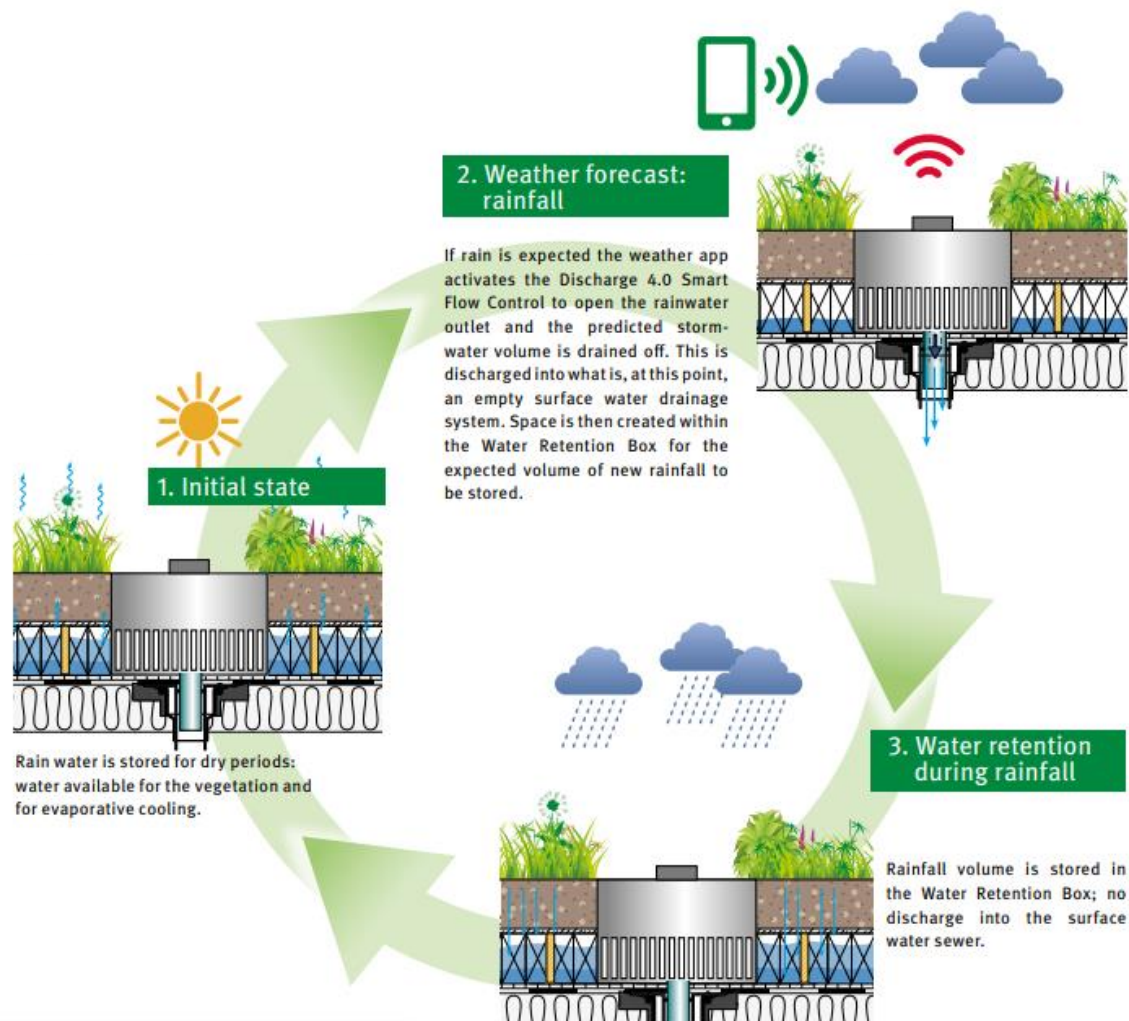 1. Initial state
Rain water is stored for dry periods:
water available for the vegetation and
for evaporative cooling.
2. Weather forecast:
rainfall
If rain is expected the weather app
activates the Discharge 4.0 Smart
Flow Control to open the rainwater
outlet and the predicted storm-
water volume is drained off. This is
discharged into what is, at this point,
an empty surface water drainage
system. Space is then created within
the Water Retention Box for the
expected volume of new rainfall to
be stored.
3. Water retention
during rainfall
Rainfall volume is stored in
the Water Retention Box; no
discharge into the surface
water sewer.